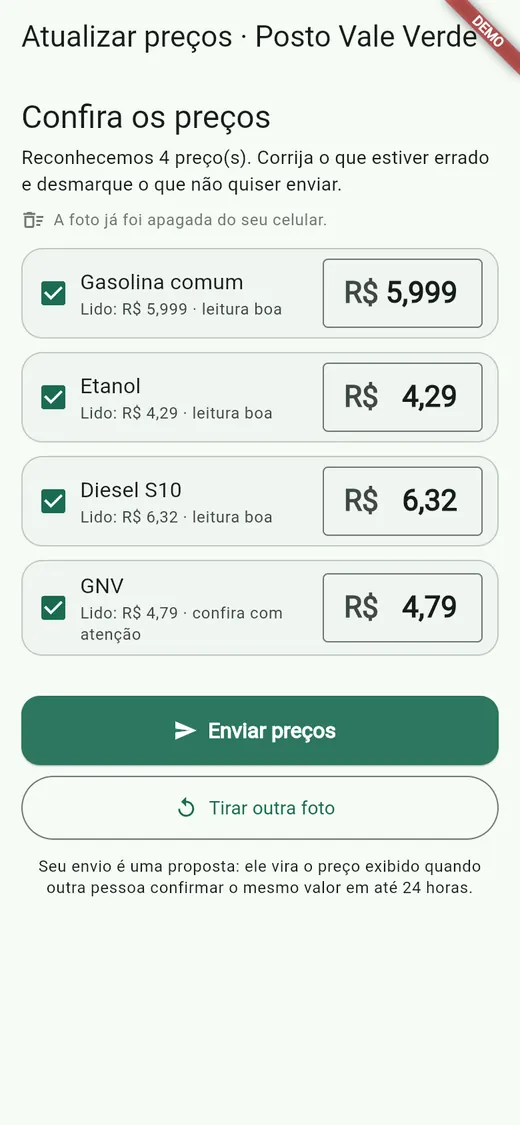 Atualizar preços · Posto Vale Verde
DEMO
Confira os preços
Reconhecemos 4 preço(s). Corrija o que estiver errado
e desmarque o que não quiser enviar.
A foto já foi apagada do seu celular.
Gasolina comum
Lido: R$ 5,999 · leitura boa
R$ 5,999
Etanol
Lido: R$ 4,29 · leitura boa
R$ 4,29
Diesel S10
Lido: R$ 6,32 · leitura boa
R$ 6,32
GNV
Lido: R$ 4,79 · confira com
atenção
R$ 4,79
Enviar preços
Tirar outra foto
Seu envio é uma proposta: ele vira o preço exibido quando
outra pessoa confirmar o mesmo valor em até 24 horas.